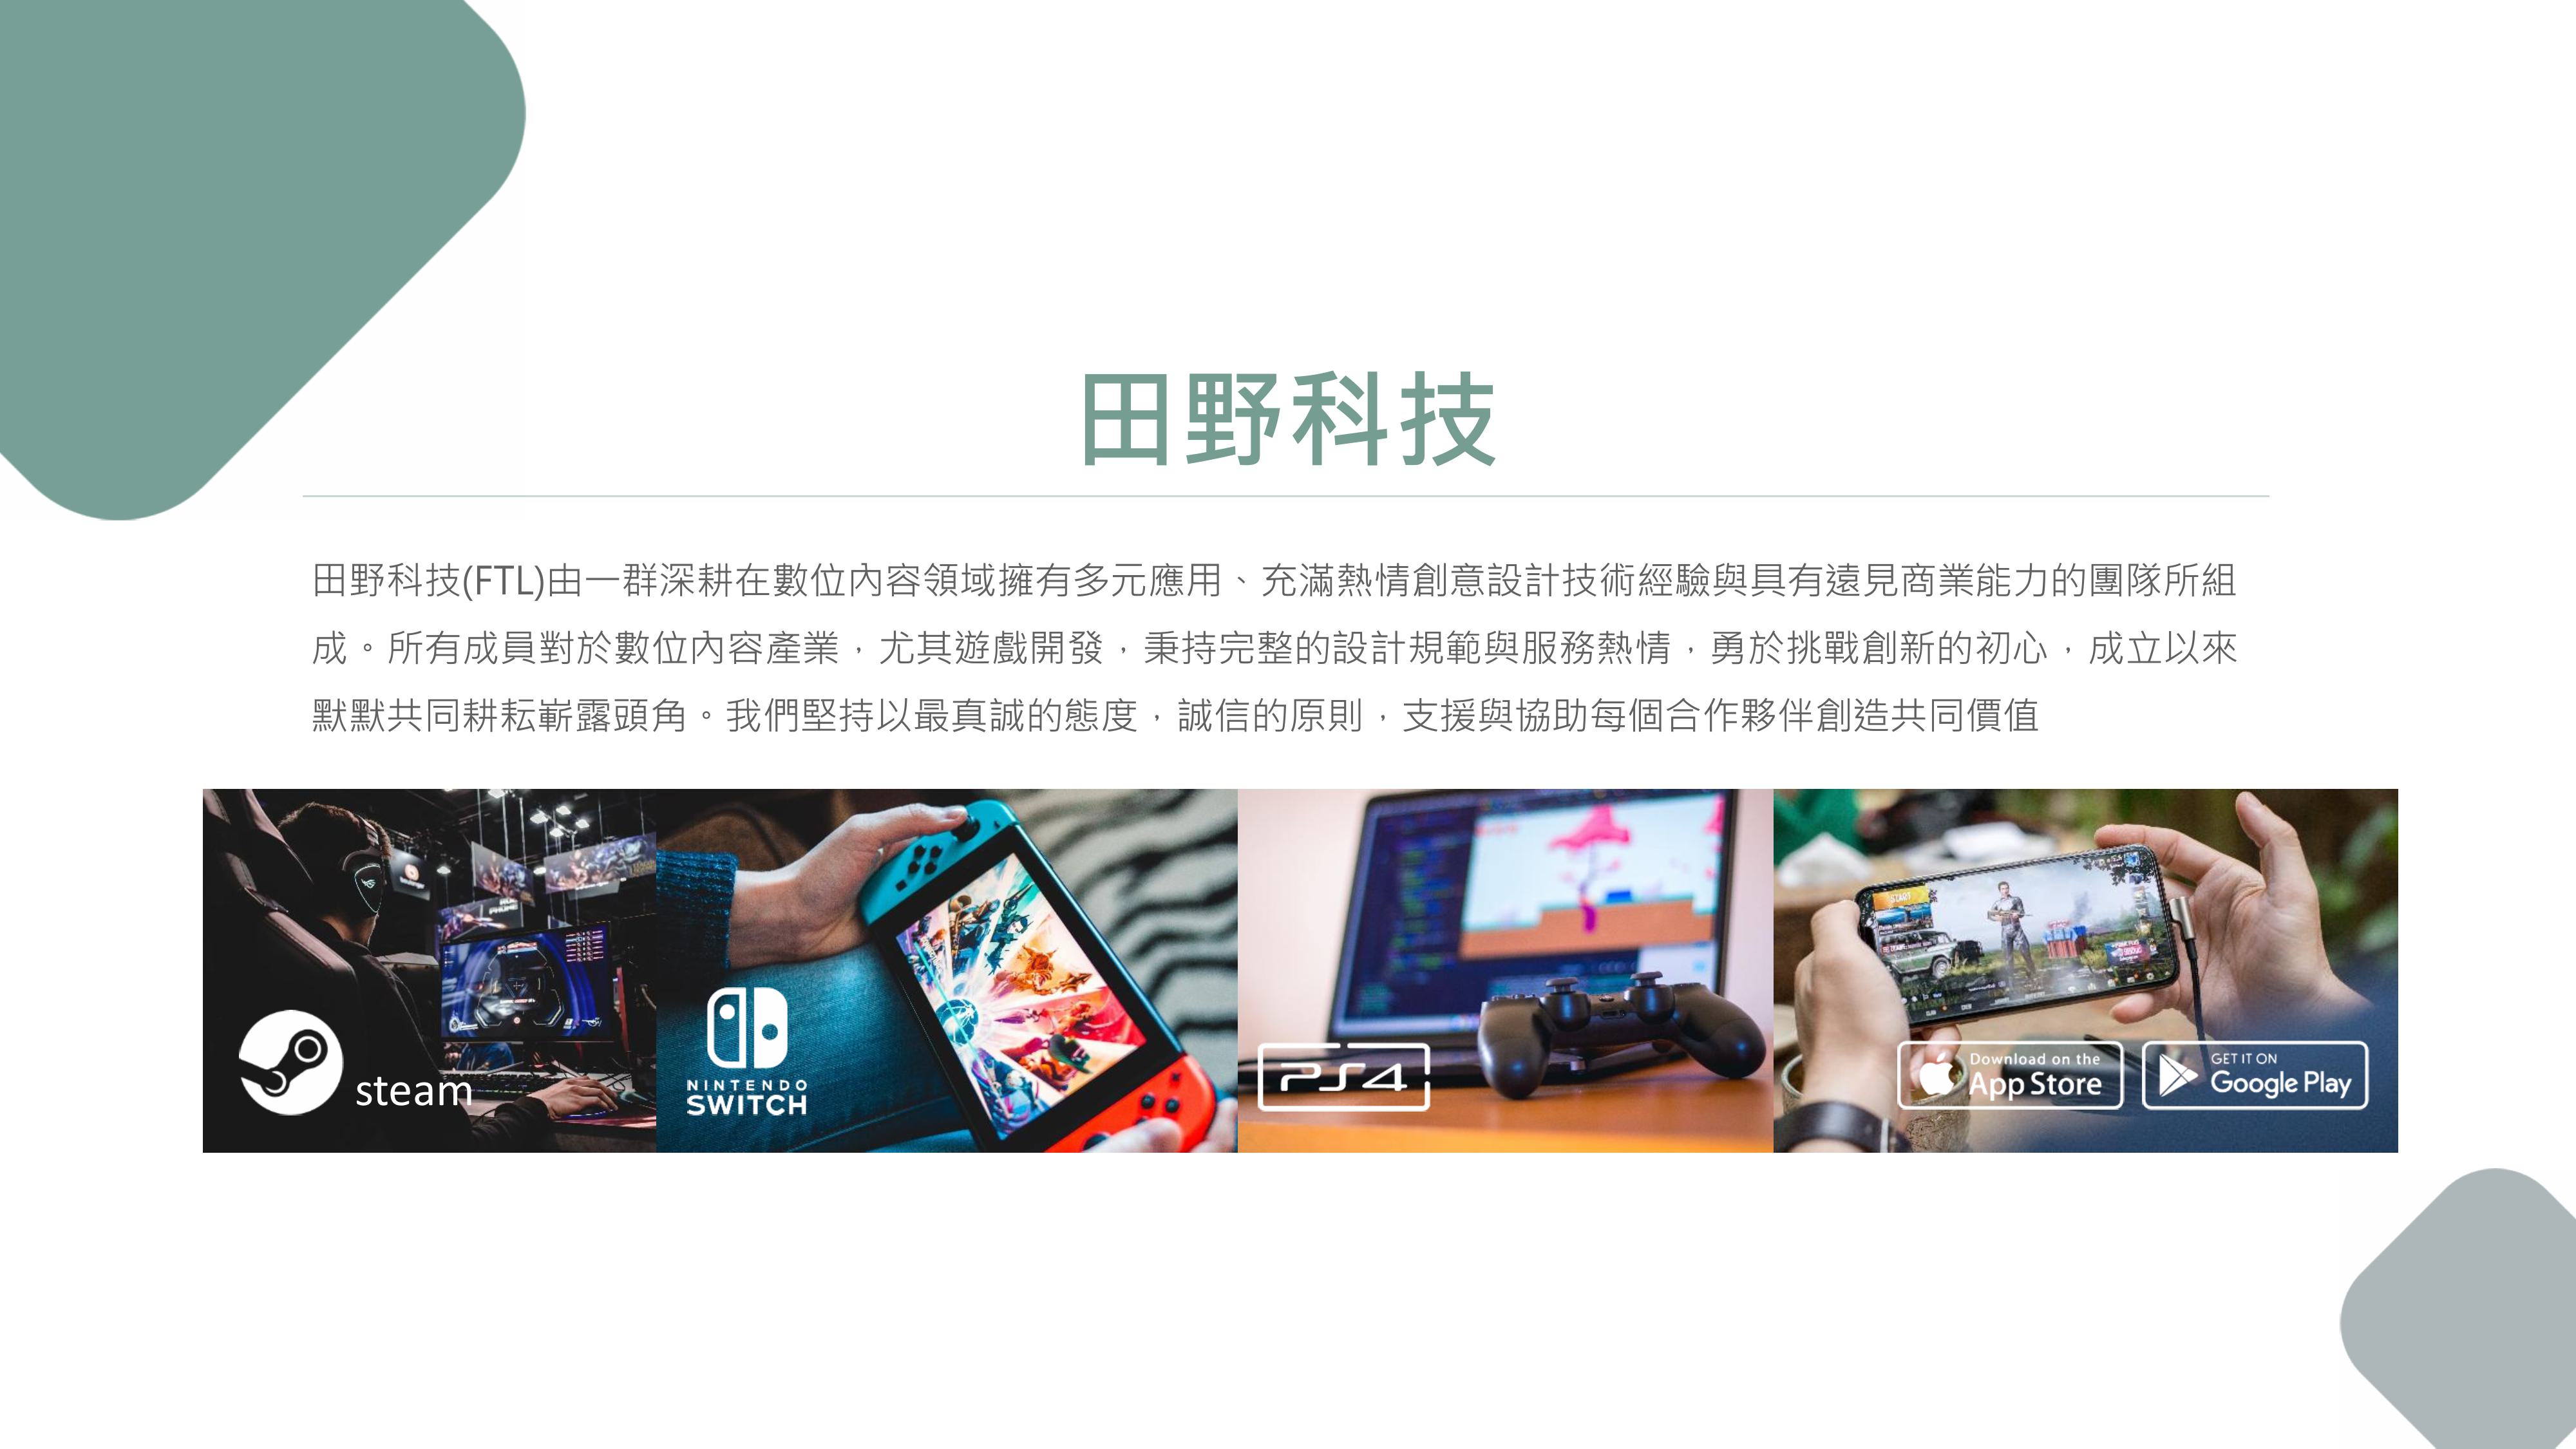 田野科技
田野科技(FTL)由一群深耕在數位內容領域擁有多元應用、充滿熱情創意設計技術經驗與具有遠見商業能力的團隊所組
成。所有成員對於數位內容產業，尤其遊戲開發，秉持完整的設計規範與服務熱情，勇於挑戰創新的初心，成立以來
默默共同耕耘嶄露頭角。我們堅持以最真誠的態度，誠信的原則，支援與協助每個合作夥伴創造共同價值
steam
NINTENDO
SWITCH
PS4
Download on the
App Store
GET IT ON
Google Play